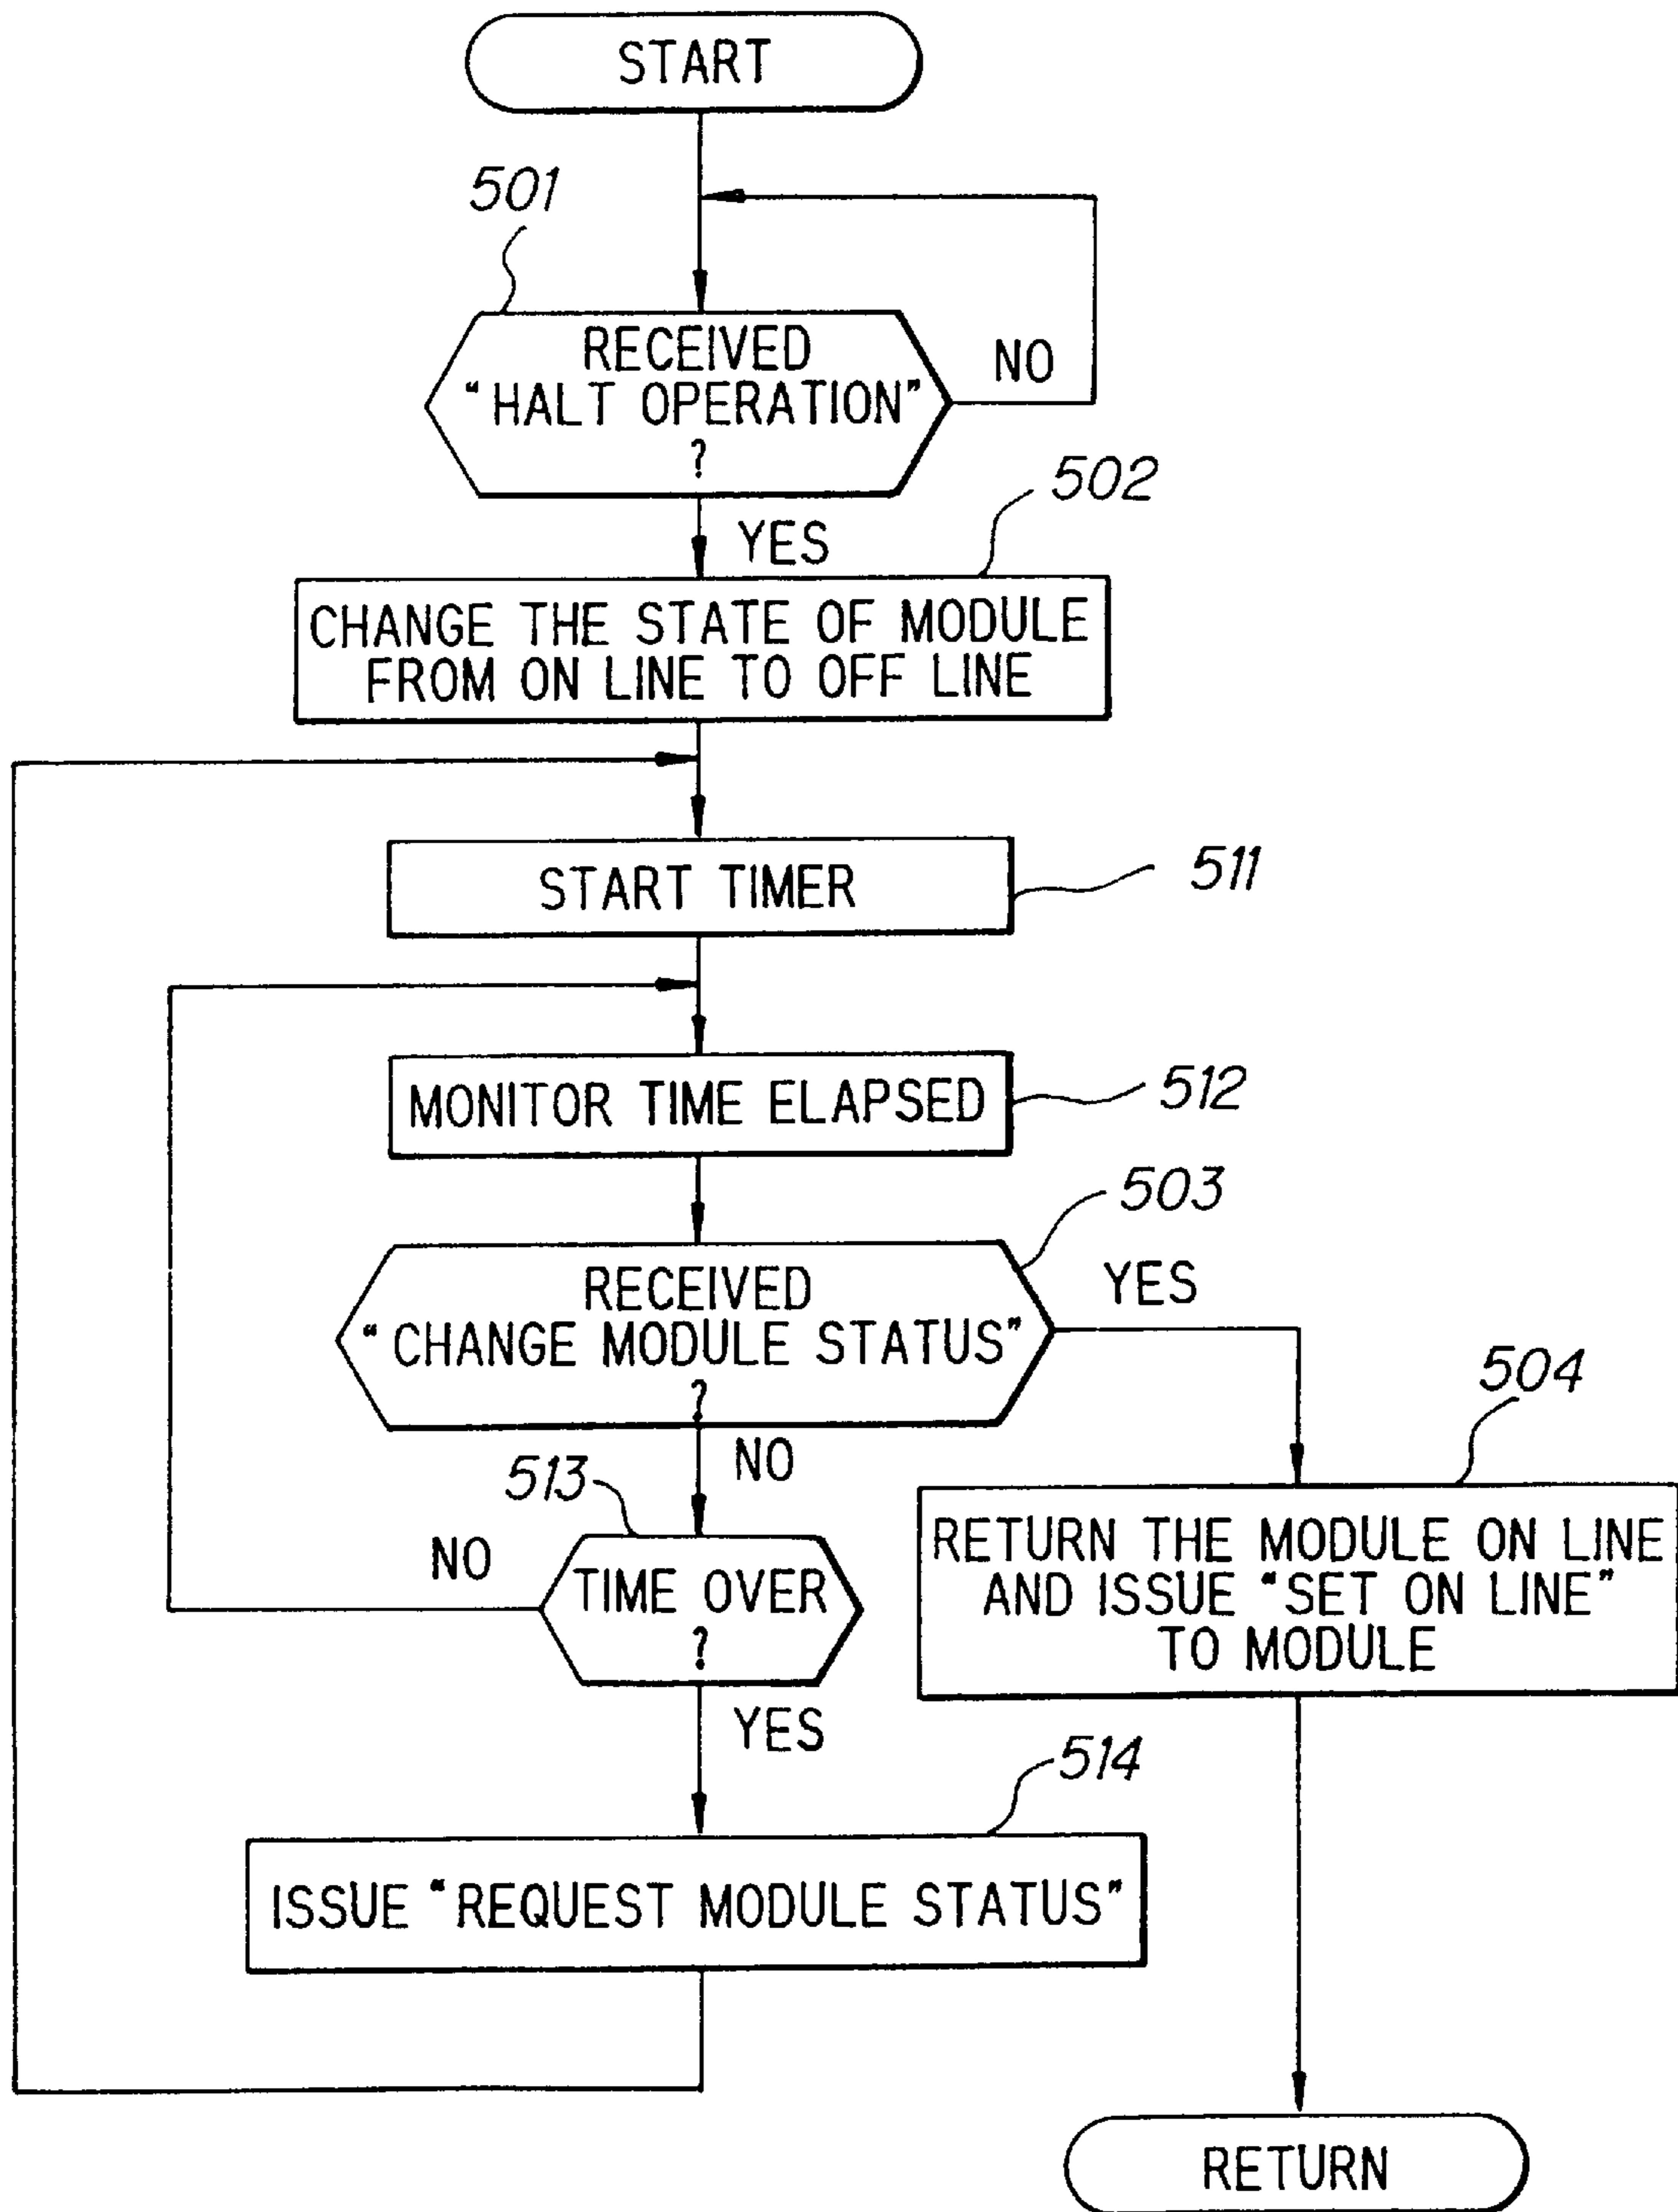 START
501
RECEIVED
"HALT OPERATION"
?
NO
502
YES
CHANGE THE STATE OF MODULE
FROM ON LINE TO OFF LINE
START TIMER
511
MONITOR TIME ELAPSED
512
503
RECEIVED
"CHANGE MODULE STATUS"
?
YES
NO
504
513
NO
TIME OVER
?
RETURN THE MODULE ON LINE
AND ISSUE "SET ON LINE"
TO MODULE
YES
514
ISSUE "REQUEST MODULE STATUS"
RETURN